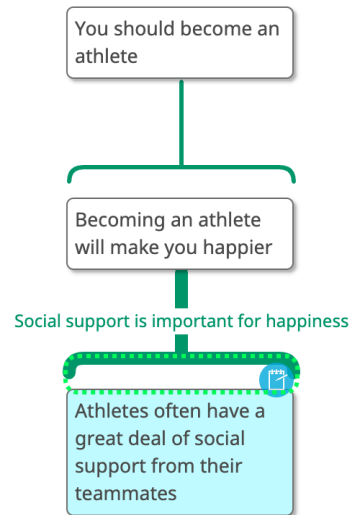 You should become an
athlete
Becoming an athlete
will make you happier
Social support is important for happiness
Athletes often have a
great deal of social
support from their
teammates